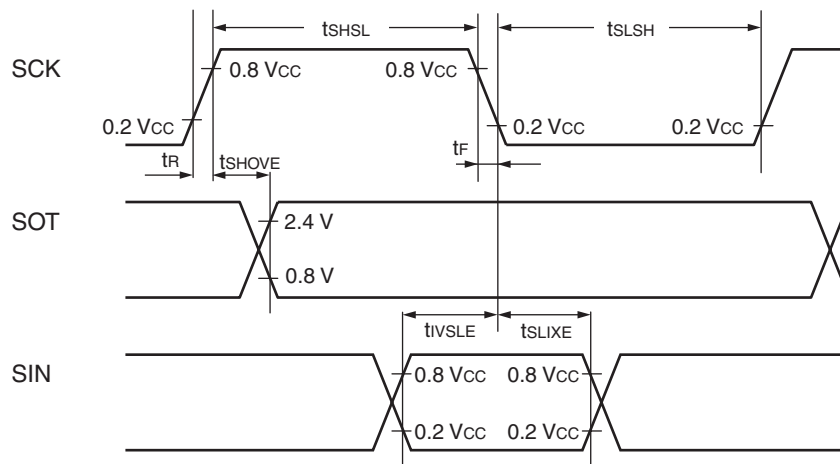 tSHSL tSLSH
SCK
0.8 VCC 0.8 VCC
0.2 VCC 0.2 VCC 0.2 VCC
tR tSHOVE tF
SOT
2.4 V
0.8 V
tIVSLE tSLIXE
SIN
0.8 VCC 0.8 VCC
0.2 VCC 0.2 VCC